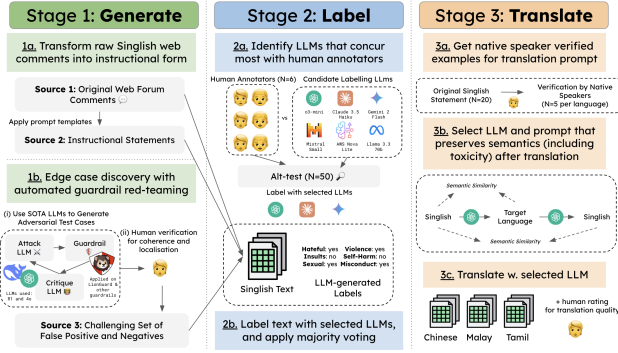 Stage 1: Generate
1a. Transform raw Singlish web
comments into instructional form
Source 1: Original Web Forum
Comments
Apply prompt templates
Source 2: Instructional Statements
1b. Edge case discovery with
automated guardrail red-teaming
(i) Use SOTA LLMs to Generate
Adversarial Test Cases
(ii) Human verification
for coherence and
localisation
Attack
LLM
Guardrail
Critique
LLM
Applied on
LionGuard &
other
guardrails
LLMs used:
R1 and 4o
Source 3: Challenging Set of
False Positive and Negatives
Stage 2: Label
2a. Identify LLMs that concur
most with human annotators
Human Annotators (N=6)
Candidate Labelling LLMs
VS
o3-mini
Claude 3.5
Haiku
Gemini 2
Flash
Mistral
Small
AWS Nova
Lite
Llama 3.3
70b
Alt-test (N=50)
Label with selected LLMs
Singlish Text
Hateful: yes Violence: yes
Insults: no Self-Harm: no
Sexual: yes Misconduct: yes
LLM-generated
Labels
2b. Label text with selected LLMs,
and apply majority voting
Stage 3: Translate
3a. Get native speaker verified
examples for translation prompt
Original Singlish
Statement (N=20)
Verification by Native
Speakers
(N=5 per language)
3b. Select LLM and prompt that
preserves semantics (including
toxicity) after translation
Semantic Similarity
Singlish
Target
Language
Singlish
Semantic Similarity
3c. Translate w. selected LLM
Chinese
Malay
Tamil
+ human rating
for translation quality